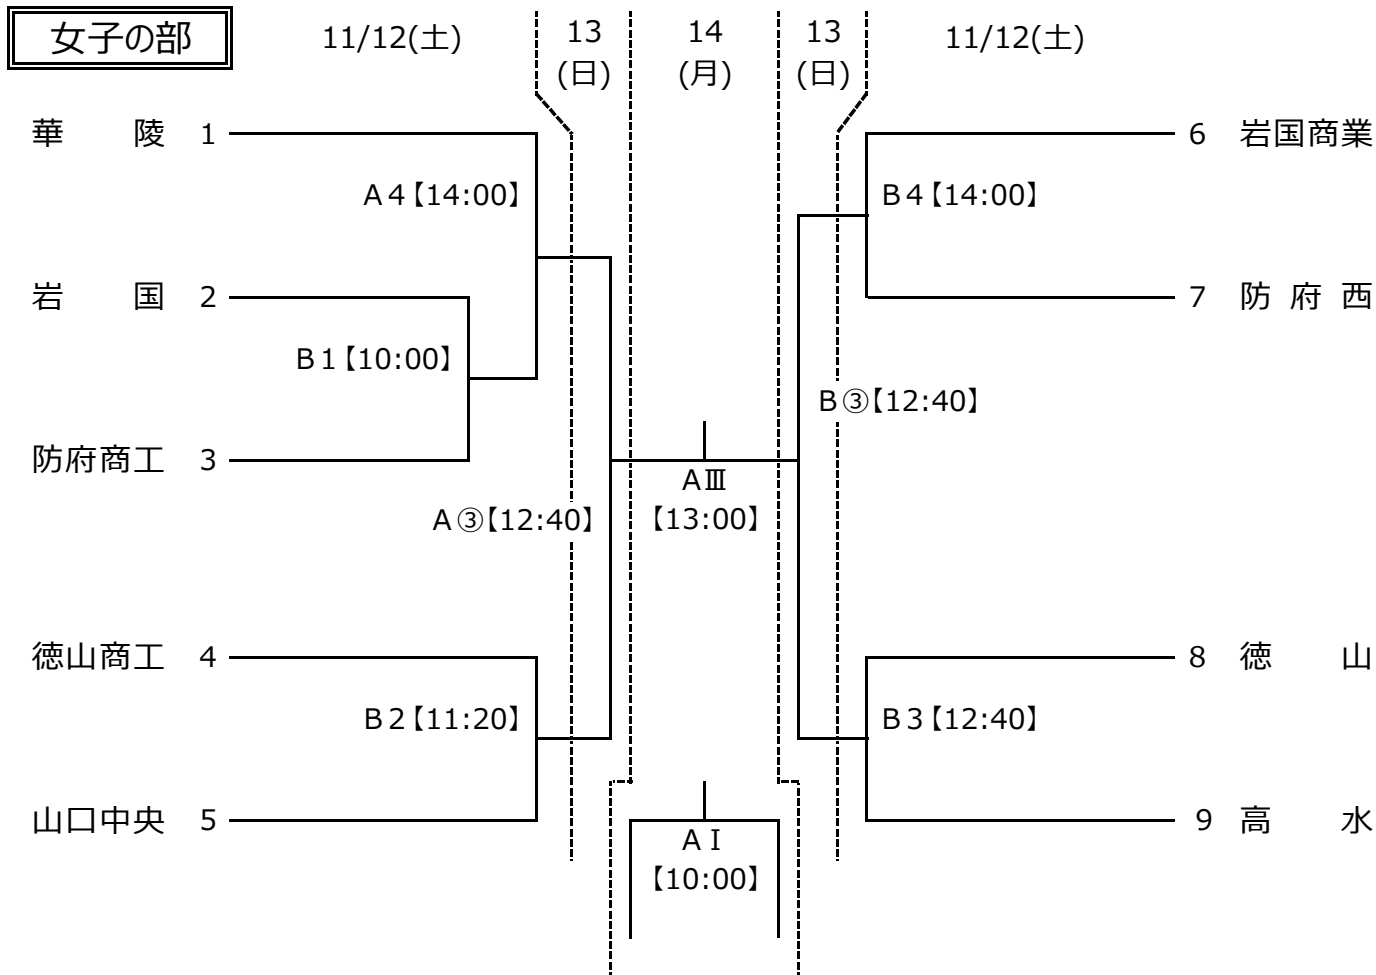 女子の部 11/12(土) 13 14 13 11/12(土)
(日) (月) (日)
華 陵 1 6 岩国商業
A4【14:00】 B4【14:00】
岩 国 2 7 防府西
B1【10:00】
B③【12:40】
防府商工 3
AⅢ
A③【12:40】 【13:00】
徳山商工 4 8 徳 山
B2【11:20】 B3【12:40】
山口中央 5 9 高 水
AⅠ
【10:00】